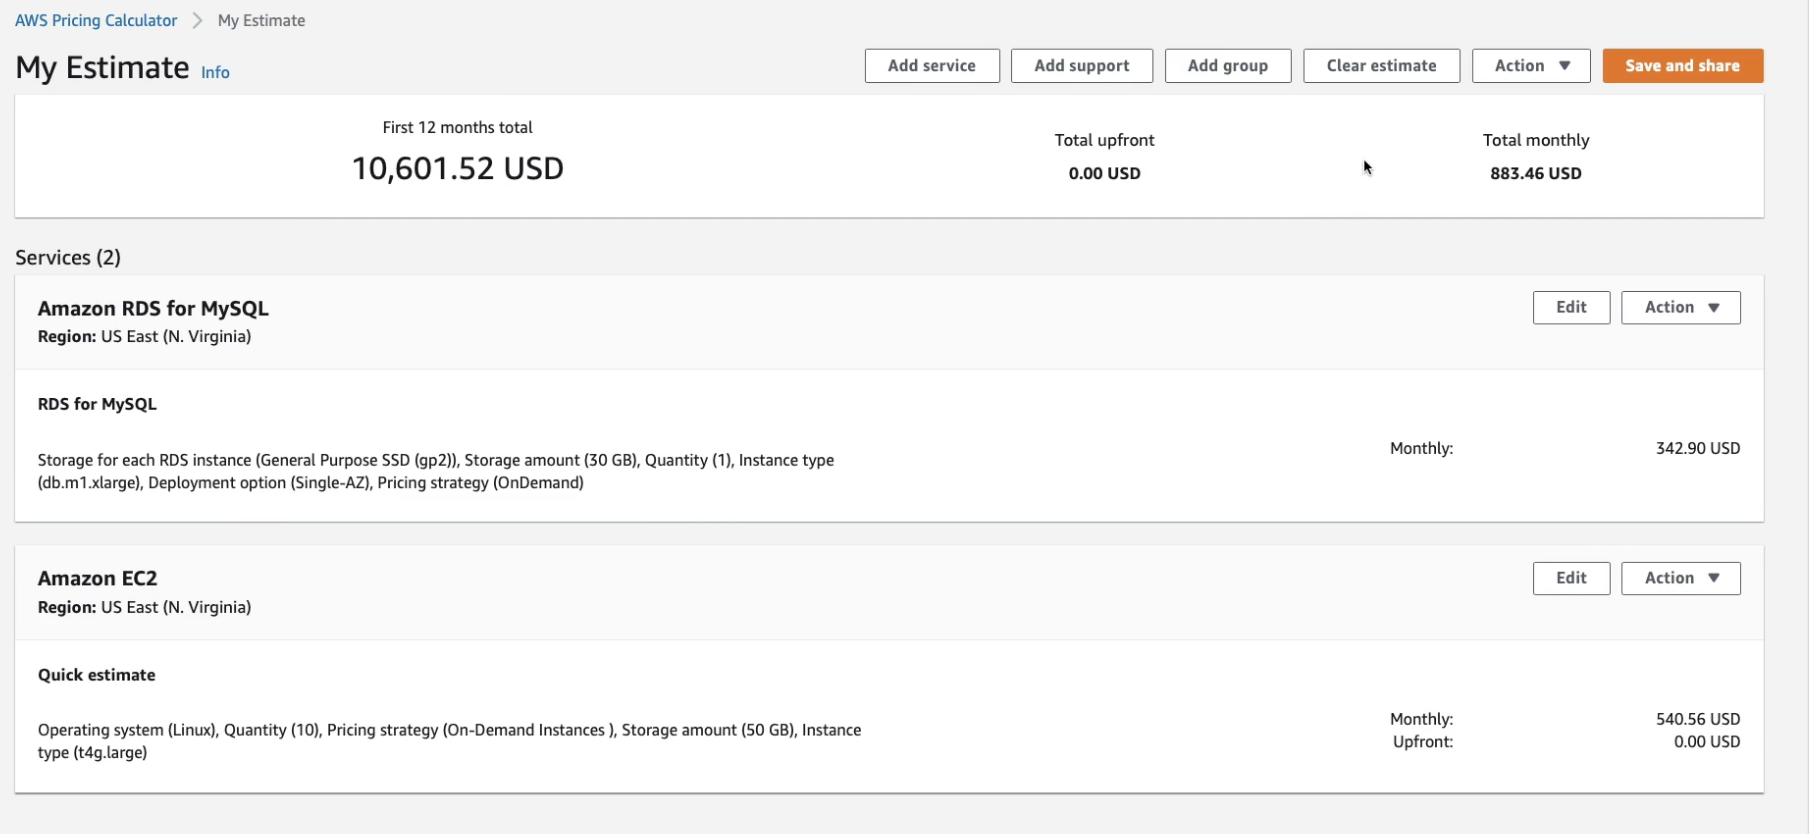 AWS Pricing Calculator > My Estimate
My Estimate Info
Add service Add support Add group Clear estimate Action ▼ Save and share
First 12 months total
10,601.52 USD
Total upfront
0.00 USD
Total monthly
883.46 USD
Services (2)
Amazon RDS for MySQL
Region: US East (N. Virginia)
Edit Action ▼
RDS for MySQL
Storage for each RDS instance (General Purpose SSD (gp2)), Storage amount (30 GB), Quantity (1), Instance type
(db.m1.xlarge), Deployment option (Single-AZ), Pricing strategy (OnDemand)
Monthly: 342.90 USD
Amazon EC2
Region: US East (N. Virginia)
Edit Action ▼
Quick estimate
Operating system (Linux), Quantity (10), Pricing strategy (On-Demand Instances ), Storage amount (50 GB), Instance
type (t4g.large)
Monthly: 540.56 USD
Upfront: 0.00 USD